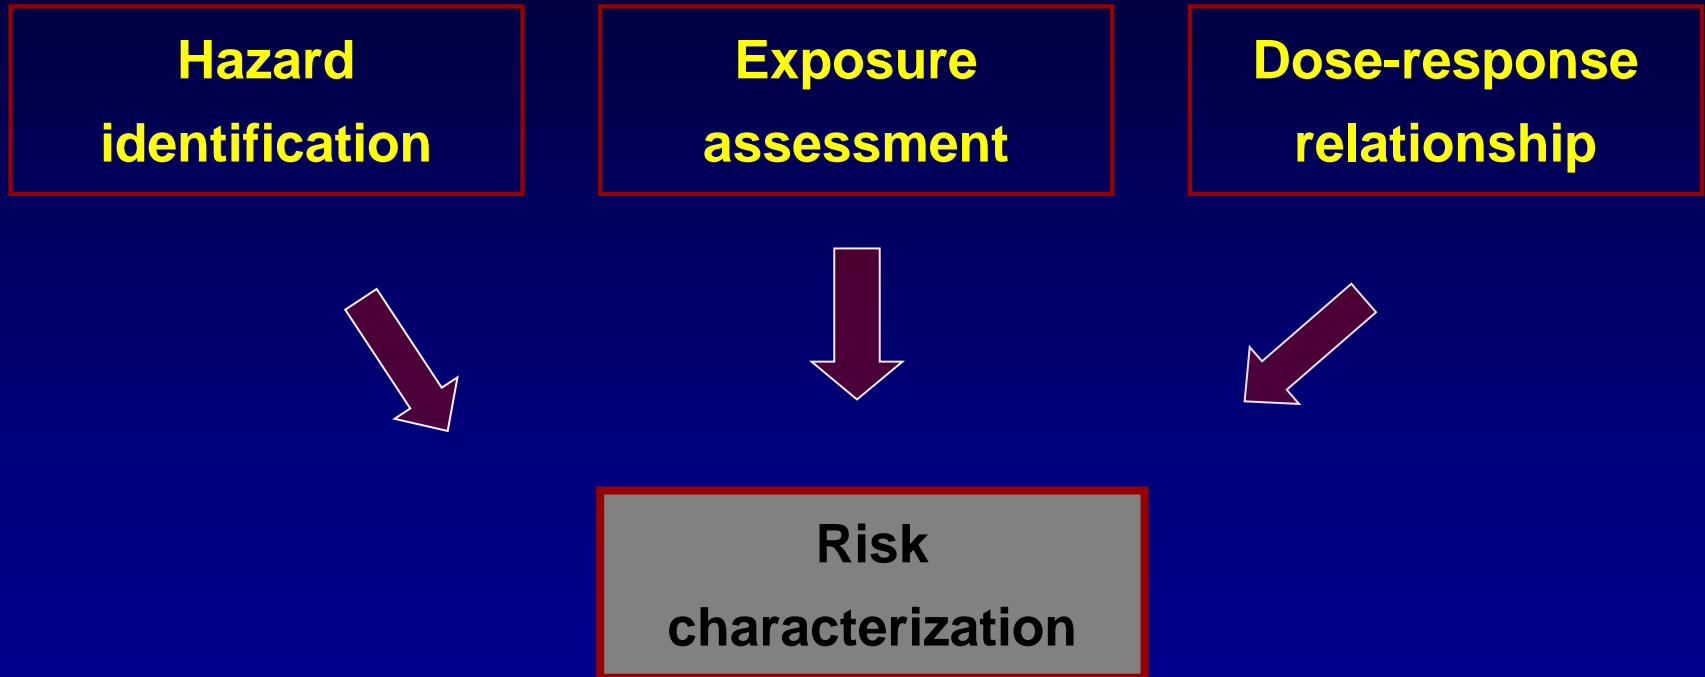 Hazard
identification
Exposure
assessment
Dose-response
relationship
Risk
characterization